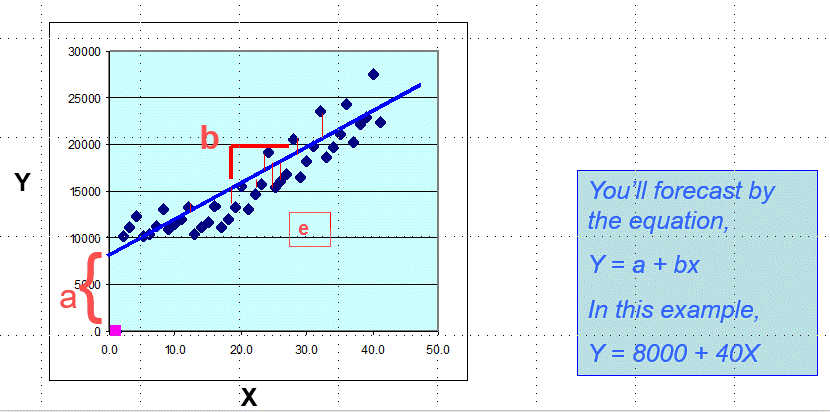 30000
25000
b
20000
Y
15000
10000
e
a
5000
0
0.0 10.0 20.0 30.0 40.0 50.0
X
You'll forecast by
the equation,
Y = a + bx
In this example,
Y = 8000 + 40X